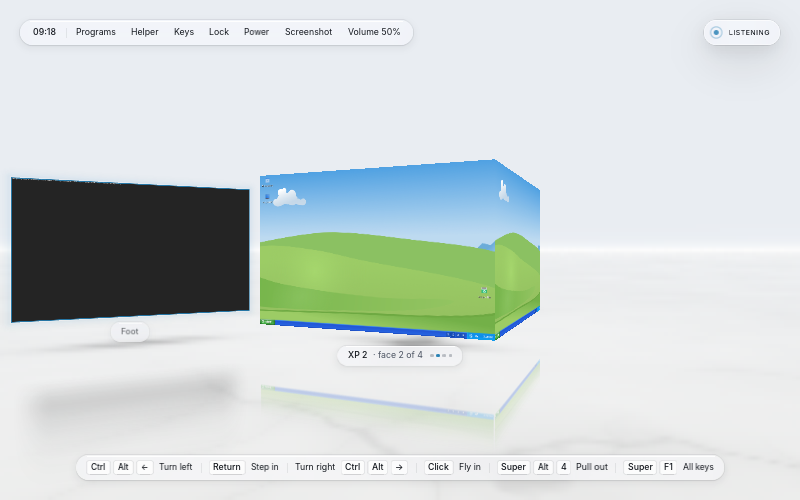 09:18 Programs Helper Keys Lock Power Screenshot Volume 50%
LISTENING
Foot
XP 2 · face 2 of 4
Ctrl Alt ← Turn left Return Step in Turn right Ctrl Alt → Click Fly in Super Alt 4 Pull out Super F1 All keys